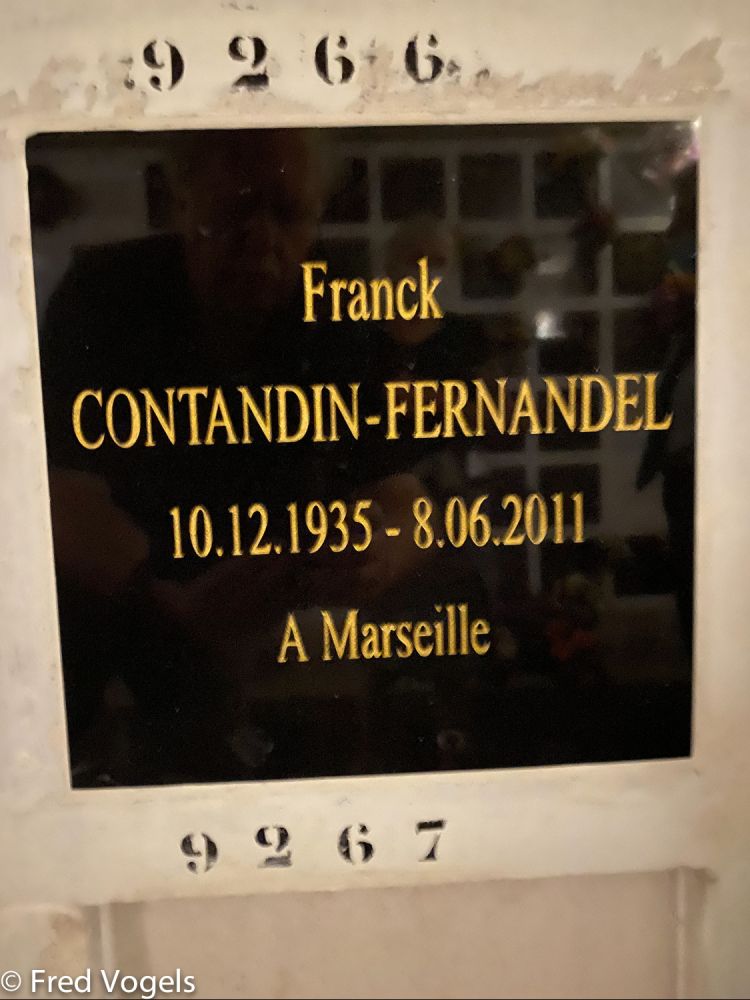 9266
Franck
CONTANDIN-FERNANDEL
10.12.1935 - 8.06.2011
A Marseille
9267
© Fred Vogels